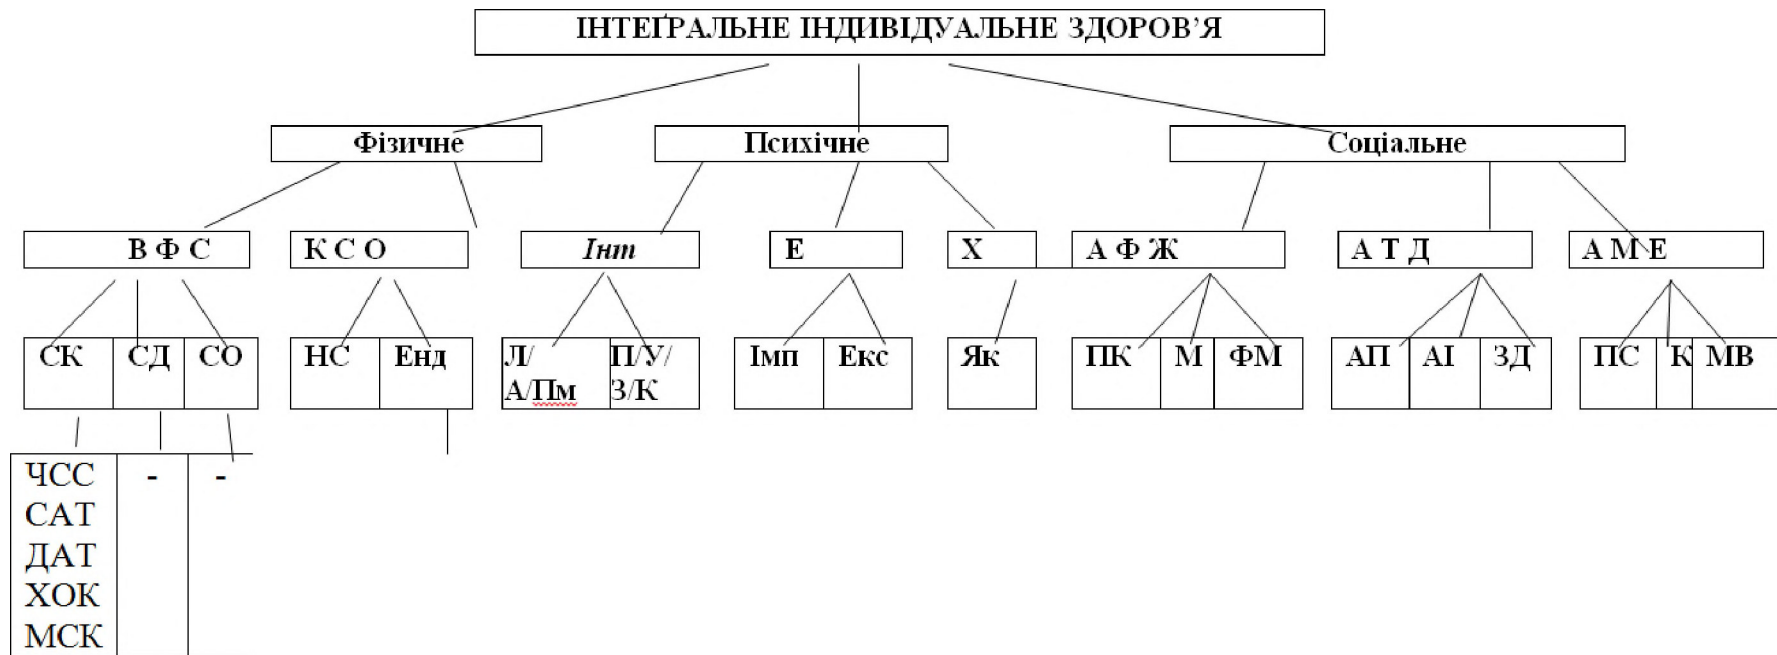 ІНТЕҐРАЛЬНЕ ІНДИВІДУАЛЬНЕ ЗДОРОВ’Я
Фізичне Психічне Соціальне
В Ф С К С О Інт Е Х А Ф Ж А Т Д А М Е
СК СД СО НС Енд Л/ П/У/ Імп Екс Як ПК М ФМ АП АІ ЗД ПС К МВ
А/Пм З/К
ЧСС - -
САТ
ДАТ
ХОК
МСК